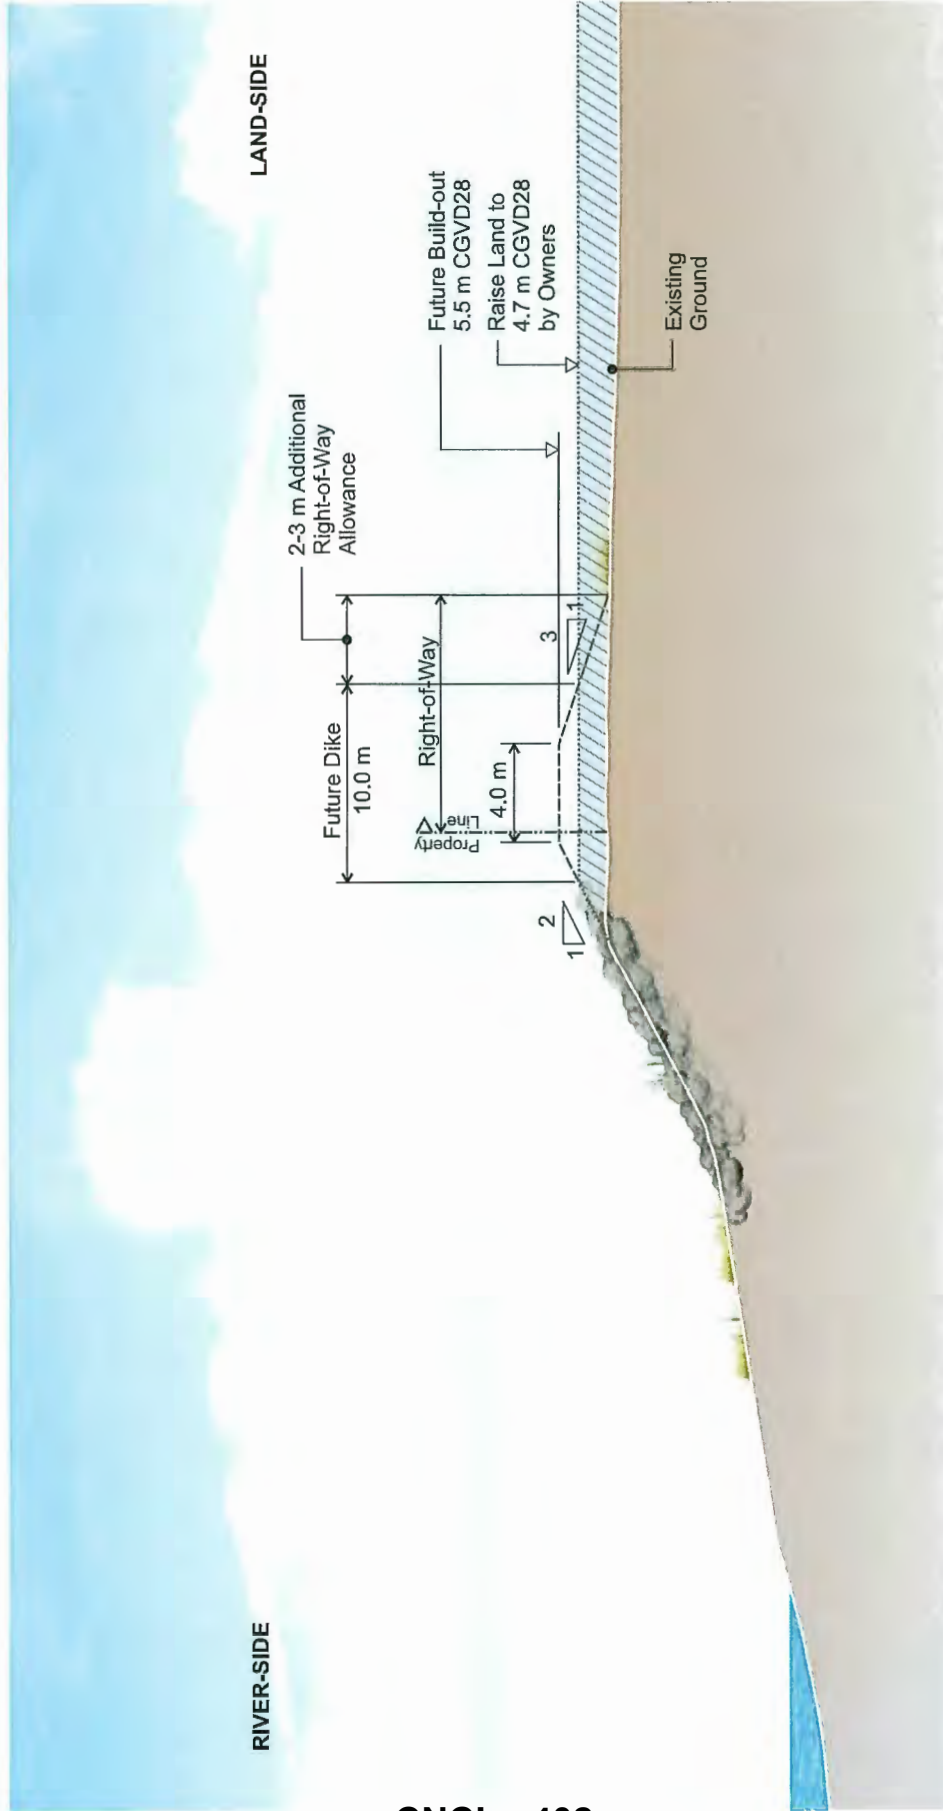 RIVER-SIDE
LAND-SIDE
2-3 m Additional
Right-of-Way
Allowance
Future Dike
10.0 m
Right-of-Way
Property
Line
4.0 m
Future Build-out
5.5 m CGVD28
Raise Land to
4.7 m CGVD28
by Owners
2
1
3
1
Existing
Ground